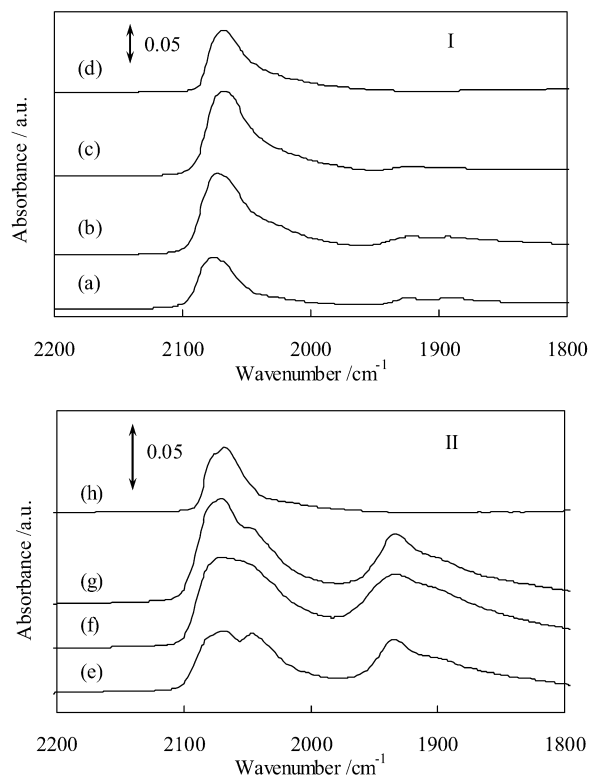 0.05
I
(d)
(c)
(b)
(a)
Absorbance / a.u.
2200 2100 2000 1900 1800
Wavenumber /cm-1
0.05
II
(h)
(g)
(f)
(e)
Absorbance /a.u.
2200 2100 2000 1900 1800
Wavenumber /cm-1